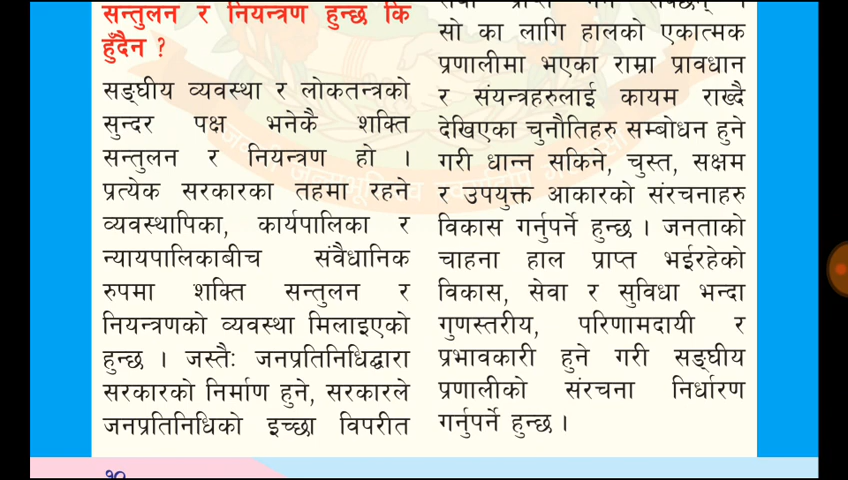 सन्तुलन र नियन्त्रण हुन्छ कि
हुँदैन ?
सङ्घीय व्यवस्था र लोकतन्त्रको
सुन्दर पक्ष भनेकै शक्ति
सन्तुलन र नियन्त्रण हो ।
प्रत्येक सरकारका तहमा रहने
व्यवस्थापिका, कार्यपालिका र
न्यायपालिकाबीच संवैधानिक
रुपमा शक्ति सन्तुलन र
नियन्त्रणको व्यवस्था मिलाइएको
हुन्छ । जस्तैः जनप्रतिनिधिद्वारा
सरकारको निर्माण हुने, सरकारले
जनप्रतिनिधिको इच्छा विपरीत
सो का लागि हालको एकात्मक
प्रणालीमा भएका राम्रा प्रावधान
र संयन्त्रहरुलाई कायम राख्दै
देखिएका चुनौतिहरु सम्बोधन हुने
गरी धान्न सकिने, चुस्त, सक्षम
र उपयुक्त आकारको संरचनाहरु
विकास गर्नुपर्ने हुन्छ । जनताको
चाहना हाल प्राप्त भईरहेको
विकास, सेवा र सुविधा भन्दा
गुणस्तरीय, परिणामदायी र
प्रभावकारी हुने गरी सङ्घीय
प्रणालीको संरचना निर्धारण
गर्नुपर्ने हुन्छ ।